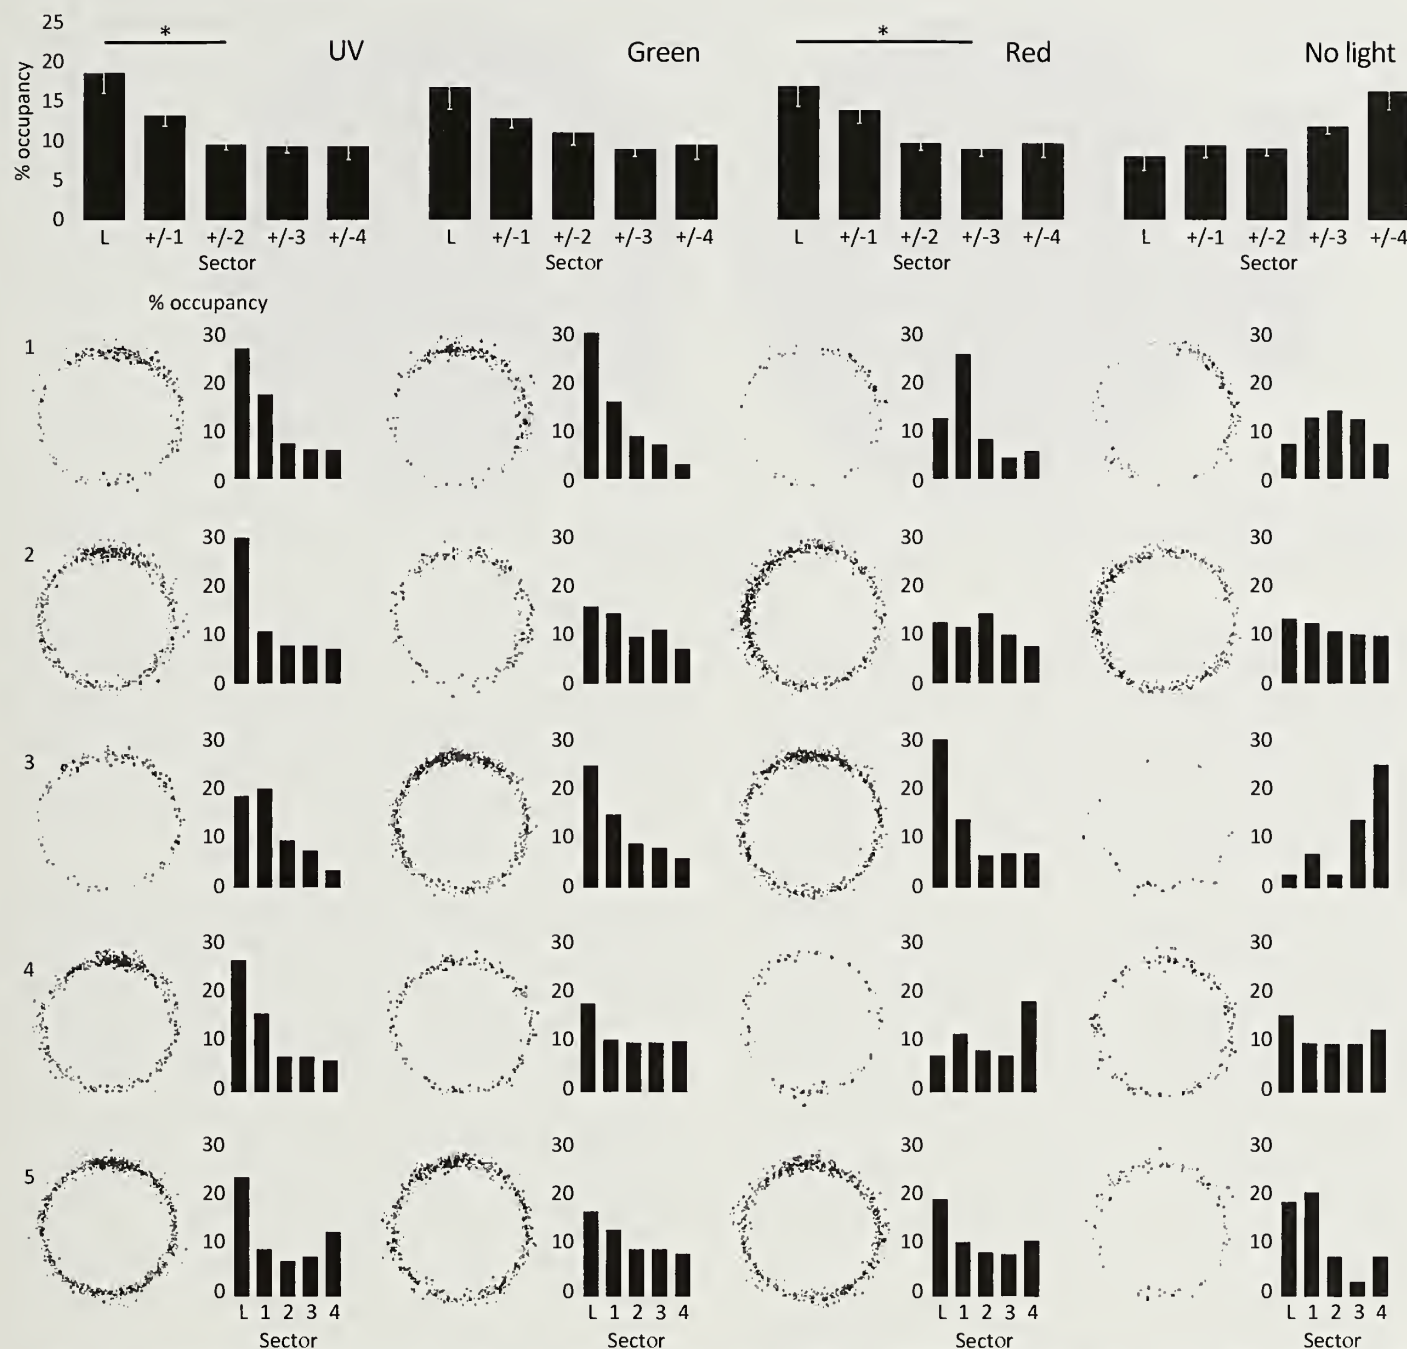 25
20
15
10
5
0
% occupancy
* UV
Green
* Red
No light
L +/-1 +/-2 +/-3 +/-4
Sector
L +/-1 +/-2 +/-3 +/-4
Sector
L +/-1 +/-2 +/-3 +/-4
Sector
L +/-1 +/-2 +/-3 +/-4
Sector
% occupancy
1
30 30 30 30
20 20 20 20
10 10 10 10
0 0 0 0
2
30 30 30 30
20 20 20 20
10 10 10 10
0 0 0 0
3
30 30 30 30
20 20 20 20
10 10 10 10
0 0 0 0
4
30 30 30 30
20 20 20 20
10 10 10 10
0 0 0 0
5
30 30 30 30
20 20 20 20
10 10 10 10
0 0 0 0
L 1 2 3 4 L 1 2 3 4 L 1 2 3 4 L 1 2 3 4
Sector Sector Sector Sector